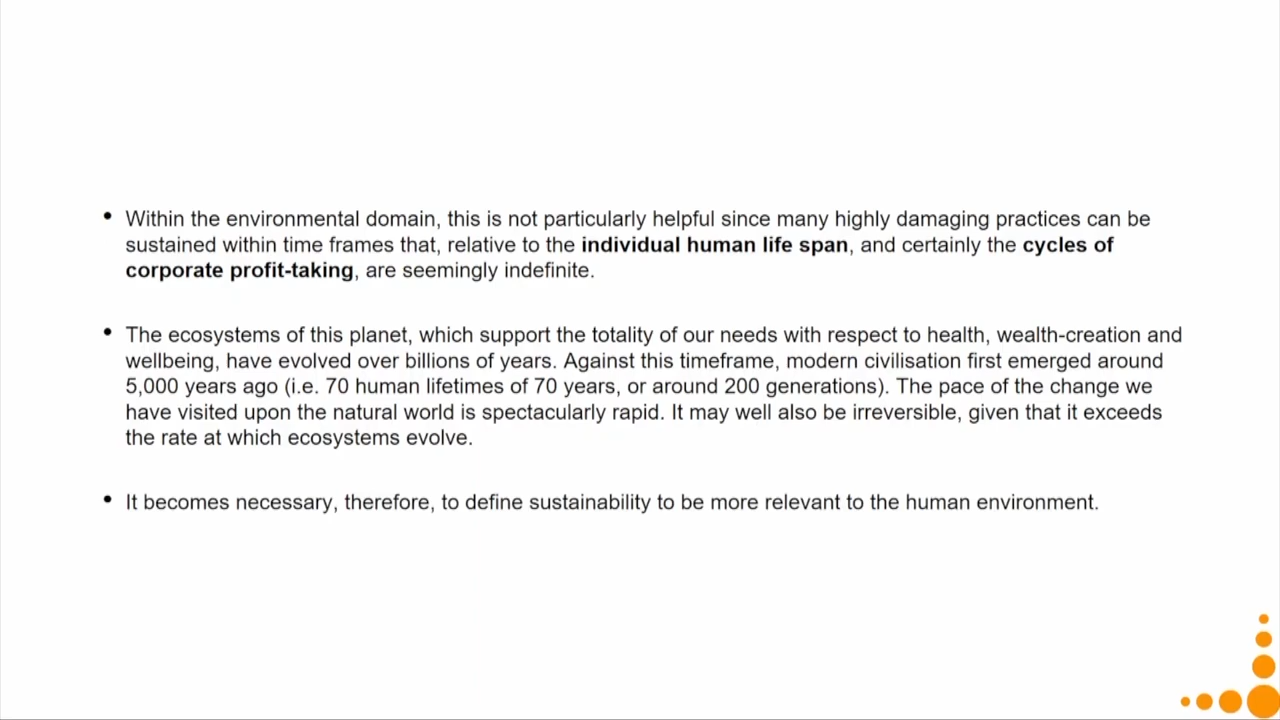 • Within the environmental domain, this is not particularly helpful since many highly damaging practices can be
sustained within time frames that, relative to the individual human life span, and certainly the cycles of
corporate profit-taking, are seemingly indefinite.
• The ecosystems of this planet, which support the totality of our needs with respect to health, wealth-creation and
wellbeing, have evolved over billions of years. Against this timeframe, modern civilisation first emerged around
5,000 years ago (i.e. 70 human lifetimes of 70 years, or around 200 generations). The pace of the change we
have visited upon the natural world is spectacularly rapid. It may well also be irreversible, given that it exceeds
the rate at which ecosystems evolve.
• It becomes necessary, therefore, to define sustainability to be more relevant to the human environment.